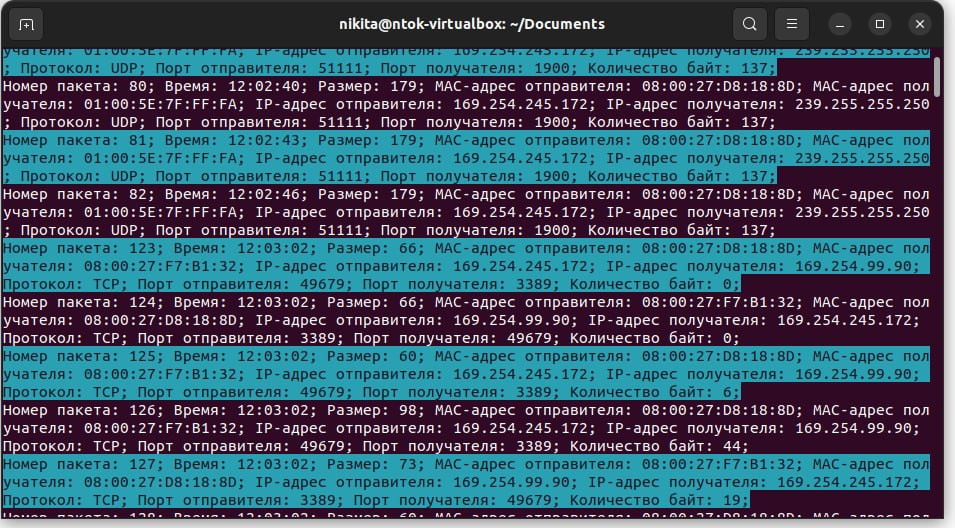 nikita@ntok-virtualbox: ~/Documents
учателя: 01:00:5E:7F:FF:FA; IP-адрес отправителя: 169.254.245.172; IP-адрес получателя: 239.255.255.250
; Протокол: UDP; Порт отправителя: 51111; Порт получателя: 1900; Количество байт: 137;
Номер пакета: 80; Время: 12:02:40; Размер: 179; MAC-адрес отправителя: 08:00:27:D8:18:8D; MAC-адрес пол
учателя: 01:00:5E:7F:FF:FA; IP-адрес отправителя: 169.254.245.172; IP-адрес получателя: 239.255.255.250
; Протокол: UDP; Порт отправителя: 51111; Порт получателя: 1900; Количество байт: 137;
Номер пакета: 81; Время: 12:02:43; Размер: 179; MAC-адрес отправителя: 08:00:27:D8:18:8D; MAC-адрес пол
учателя: 01:00:5E:7F:FF:FA; IP-адрес отправителя: 169.254.245.172; IP-адрес получателя: 239.255.255.250
; Протокол: UDP; Порт отправителя: 51111; Порт получателя: 1900; Количество байт: 137;
Номер пакета: 82; Время: 12:02:46; Размер: 179; MAC-адрес отправителя: 08:00:27:D8:18:8D; MAC-адрес пол
учателя: 01:00:5E:7F:FF:FA; IP-адрес отправителя: 169.254.245.172; IP-адрес получателя: 239.255.255.250
; Протокол: UDP; Порт отправителя: 51111; Порт получателя: 1900; Количество байт: 137;
Номер пакета: 123; Время: 12:03:02; Размер: 66; MAC-адрес отправителя: 08:00:27:D8:18:8D; MAC-адрес пол
учателя: 08:00:27:F7:B1:32; IP-адрес отправителя: 169.254.245.172; IP-адрес получателя: 169.254.99.90;
Протокол: TCP; Порт отправителя: 49679; Порт получателя: 3389; Количество байт: 0;
Номер пакета: 124; Время: 12:03:02; Размер: 66; MAC-адрес отправителя: 08:00:27:F7:B1:32; MAC-адрес пол
учателя: 08:00:27:D8:18:8D; IP-адрес отправителя: 169.254.99.90; IP-адрес получателя: 169.254.245.172;
Протокол: TCP; Порт отправителя: 3389; Порт получателя: 49679; Количество байт: 0;
Номер пакета: 125; Время: 12:03:02; Размер: 60; MAC-адрес отправителя: 08:00:27:D8:18:8D; MAC-адрес пол
учателя: 08:00:27:F7:B1:32; IP-адрес отправителя: 169.254.245.172; IP-адрес получателя: 169.254.99.90;
Протокол: TCP; Порт отправителя: 49679; Порт получателя: 3389; Количество байт: 6;
Номер пакета: 126; Время: 12:03:02; Размер: 98; MAC-адрес отправителя: 08:00:27:D8:18:8D; MAC-адрес пол
учателя: 08:00:27:F7:B1:32; IP-адрес отправителя: 169.254.245.172; IP-адрес получателя: 169.254.99.90;
Протокол: TCP; Порт отправителя: 49679; Порт получателя: 3389; Количество байт: 44;
Номер пакета: 127; Время: 12:03:02; Размер: 73; MAC-адрес отправителя: 08:00:27:F7:B1:32; MAC-адрес пол
учателя: 08:00:27:D8:18:8D; IP-адрес отправителя: 169.254.99.90; IP-адрес получателя: 169.254.245.172;
Протокол: TCP; Порт отправителя: 3389; Порт получателя: 49679; Количество байт: 19;